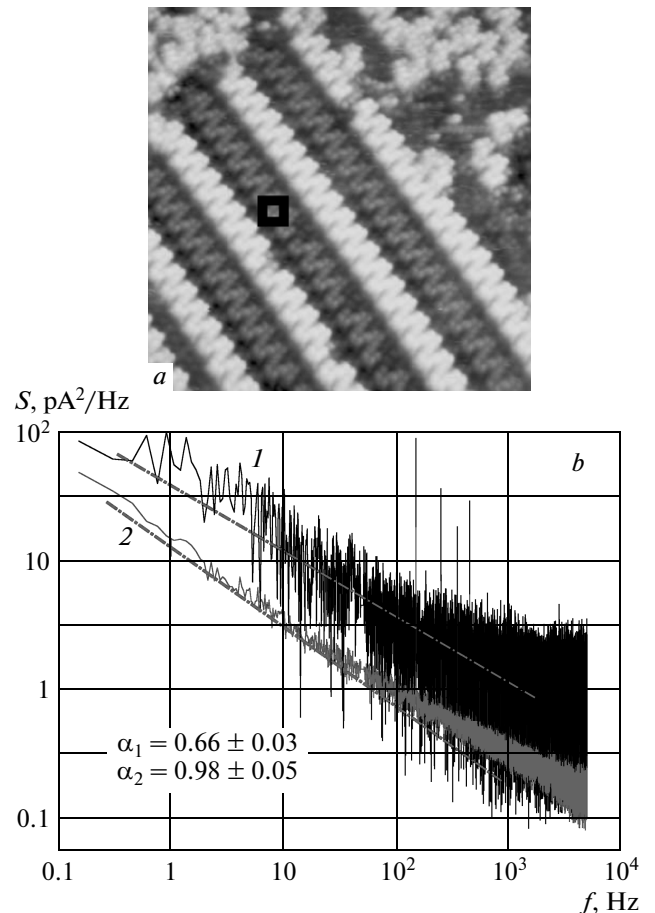 a
S, pA²/Hz
10²
10
1
0.1
1
2
b
α₁ = 0.66 ± 0.03
α₂ = 0.98 ± 0.05
0.1 1 10 10² 10³ 10⁴
f, Hz